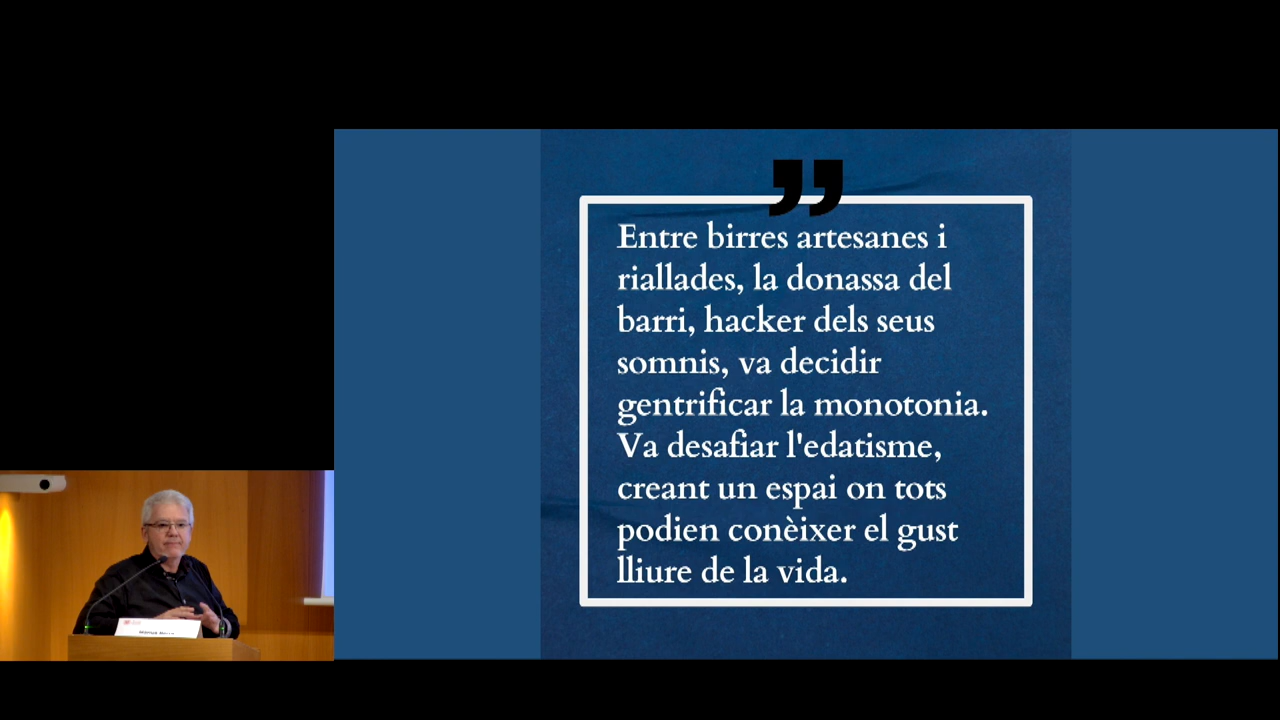 Entre birres artesanes i
riallades, la donassa del
barri, hacker dels seus
somnis, va decidir
gentrificar la monotonia.
Va desafiar l'edatisme,
creant un espai on tots
podien conèixer el gust
lliure de la vida.